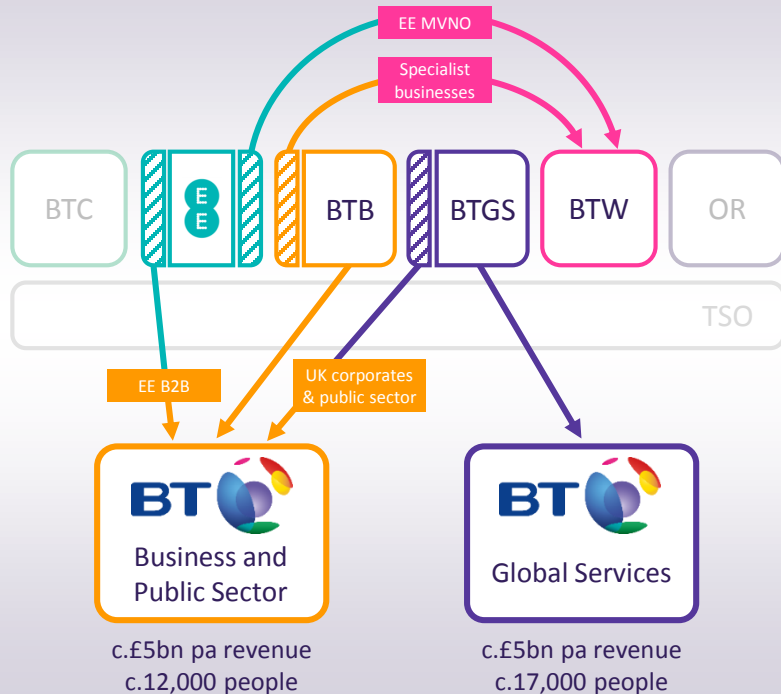 EE MVNO
Specialist
businesses
BTC
E
E
BTB
BTGS
BTW
OR
TSO
EE B2B
UK corporates
& public sector
BT
Business and
Public Sector
BT
Global Services
c.£5bn pa revenue
c.12,000 people
c.£5bn pa revenue
c.17,000 people